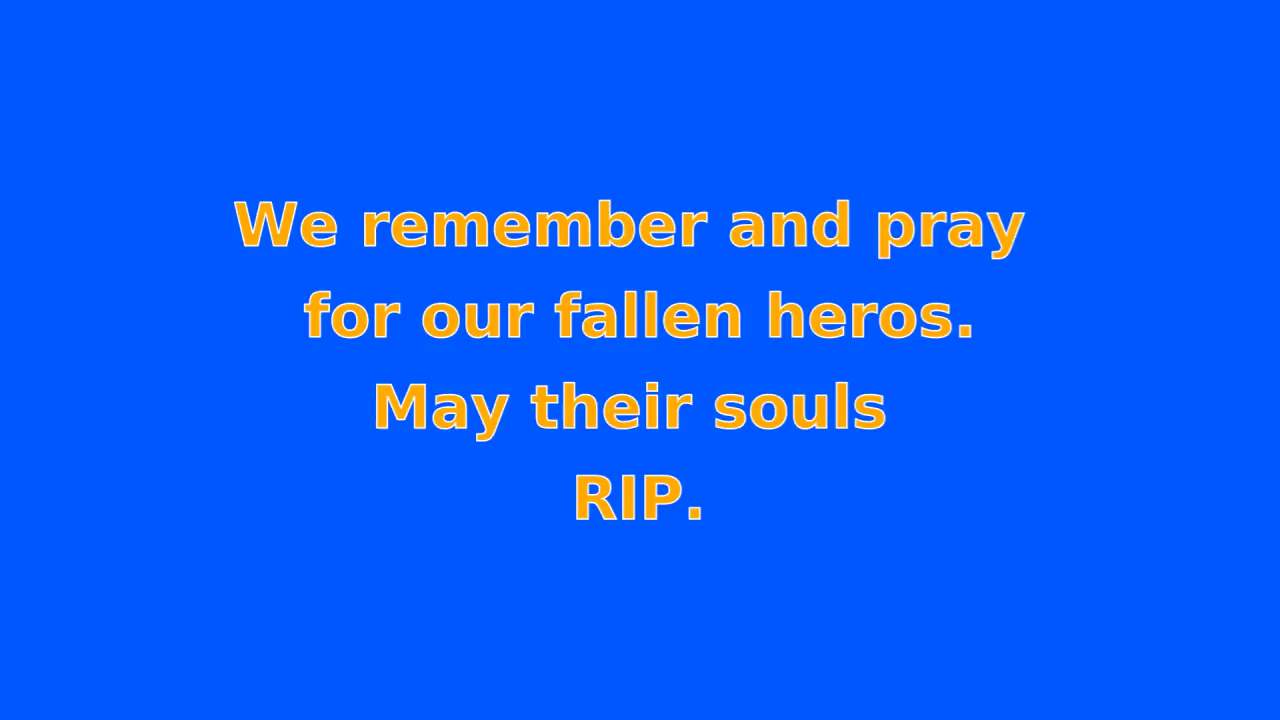 We remember and pray
for our fallen heros.
May their souls
RIP.